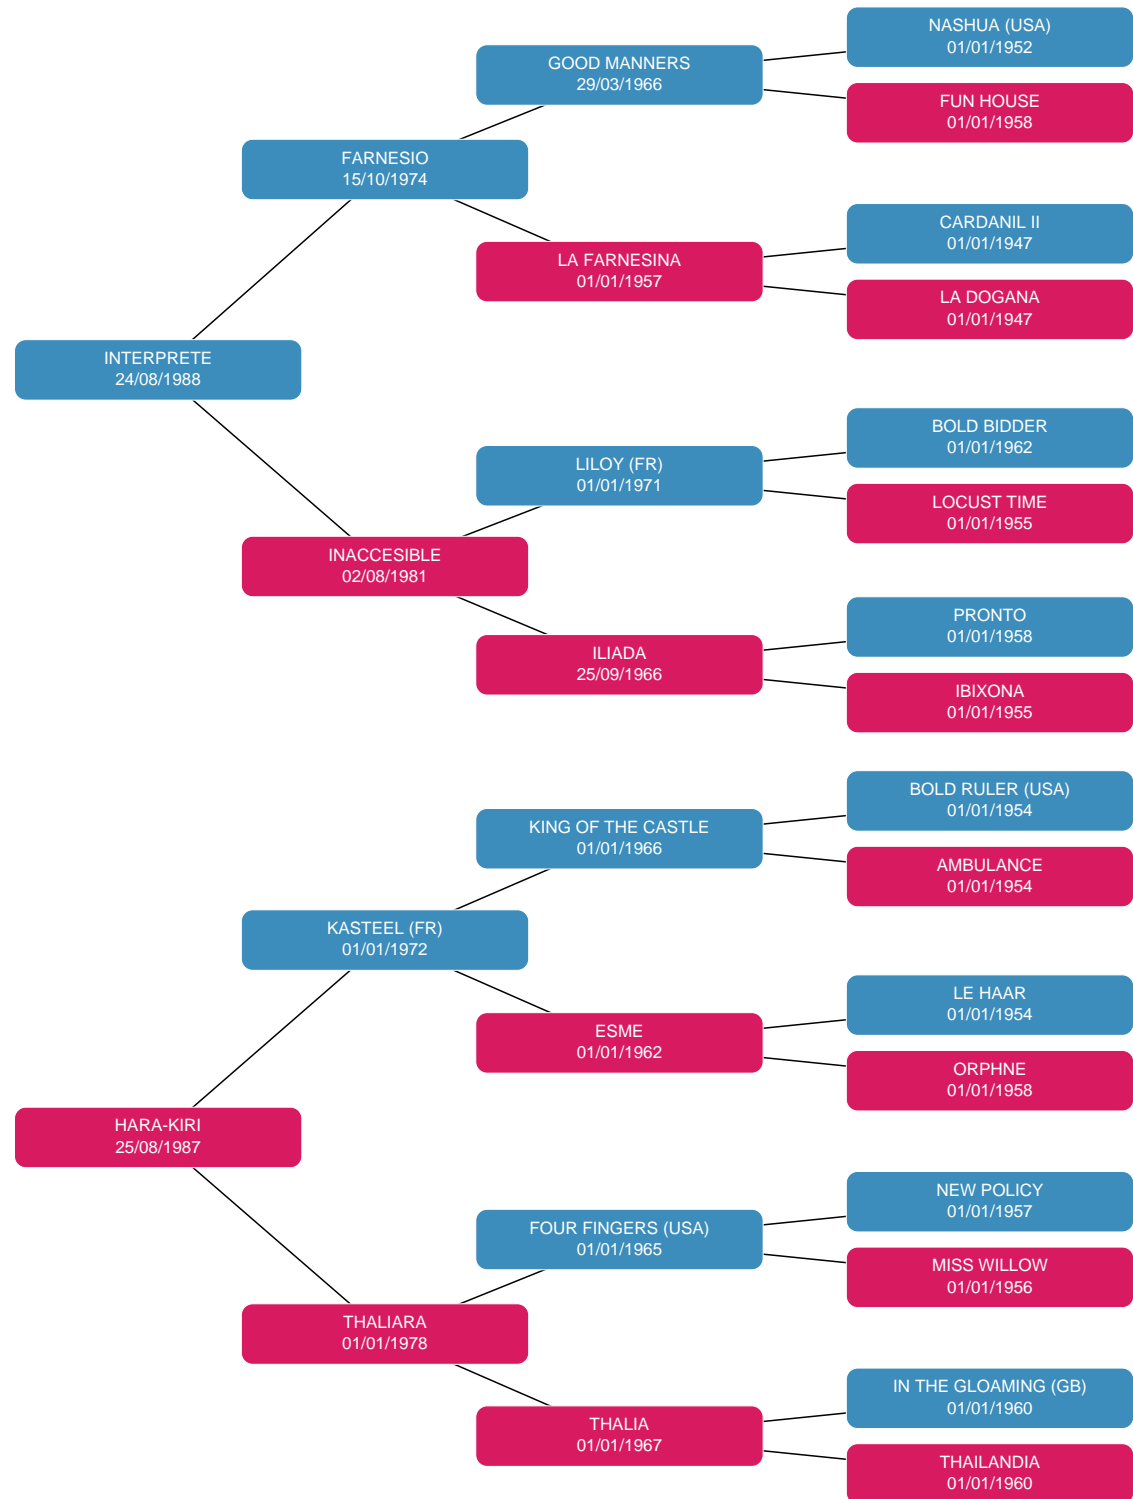 NASHUA (USA)
01/01/1952
GOOD MANNERS
29/03/1966
FUN HOUSE
01/01/1958
FARNESIO
15/10/1974
CARDANIL II
01/01/1947
LA FARNESINA
01/01/1957
LA DOGANA
01/01/1947
INTERPRETE
24/08/1988
BOLD BIDDER
01/01/1962
LILOY (FR)
01/01/1971
LOCUST TIME
01/01/1955
INACCESIBLE
02/08/1981
PRONTO
01/01/1958
ILIADA
25/09/1966
IBIXONA
01/01/1955
BOLD RULER (USA)
01/01/1954
KING OF THE CASTLE
01/01/1966
AMBULANCE
01/01/1954
KASTEEL (FR)
01/01/1972
LE HAAR
01/01/1954
ESME
01/01/1962
ORPHNE
01/01/1958
HARA-KIRI
25/08/1987
NEW POLICY
01/01/1957
FOUR FINGERS (USA)
01/01/1965
MISS WILLOW
01/01/1956
THALIARA
01/01/1978
IN THE GLOAMING (GB)
01/01/1960
THALIA
01/01/1967
THAILANDIA
01/01/1960